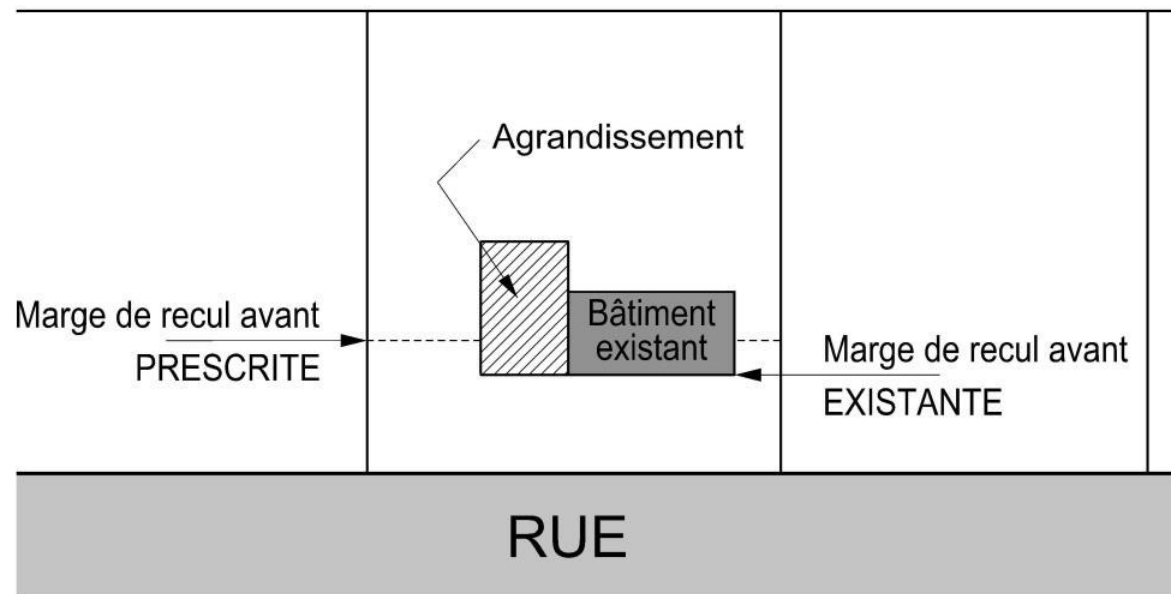 Agrandissement
Bâtiment
existant
Marge de recul avant
PRESCRITE
Marge de recul avant
EXISTANTE
RUE